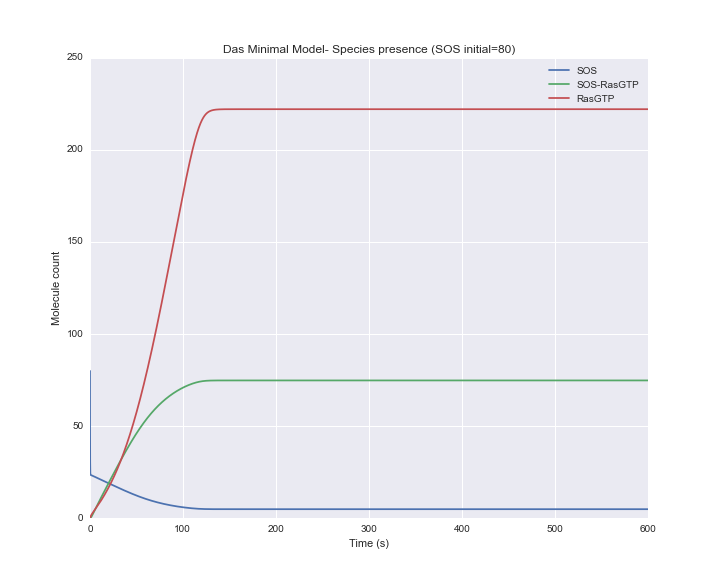 Das Minimal Model- Species presence (SOS initial=80)
250
SOS
SOS-RasGTP
RasGTP
200
150
Molecule count
100
50
0
0 100 200 300 400 500 600
Time (s)